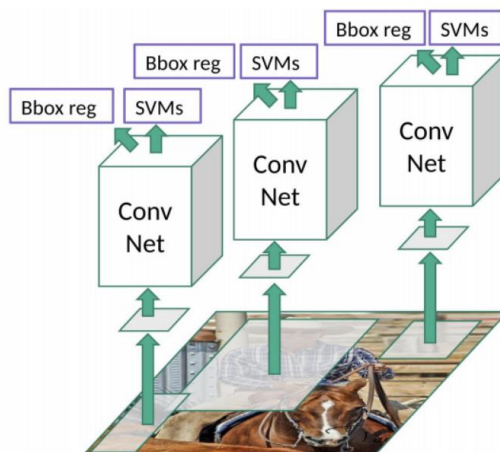 Bbox reg
SVMs
Bbox reg
SVMs
Bbox reg
SVMs
Conv
Net
Conv
Net
Conv
Net